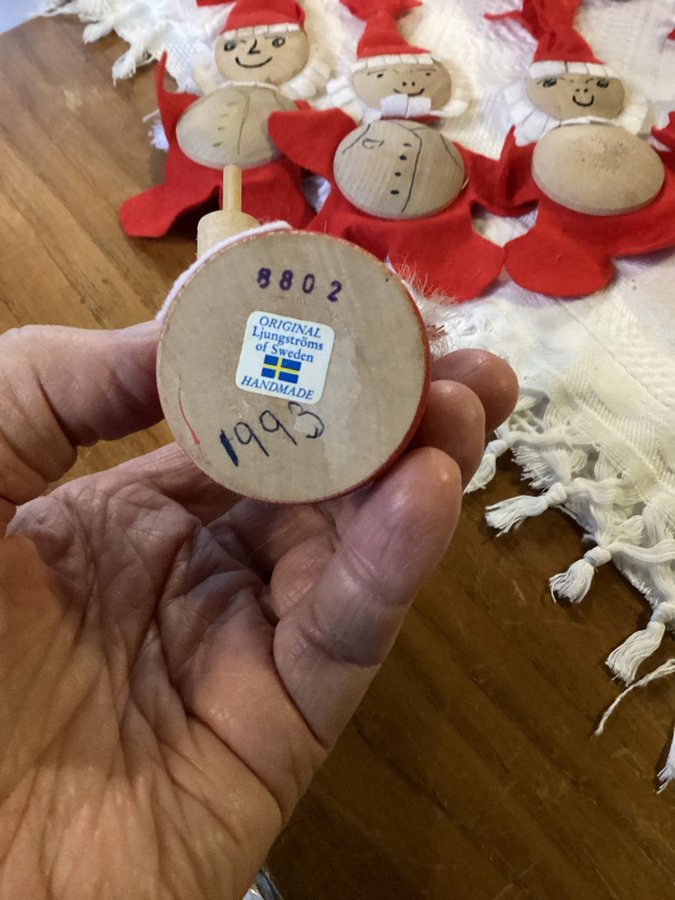 8802
ORIGINAL
Ljungströms
of Sweden
HANDMADE
1993